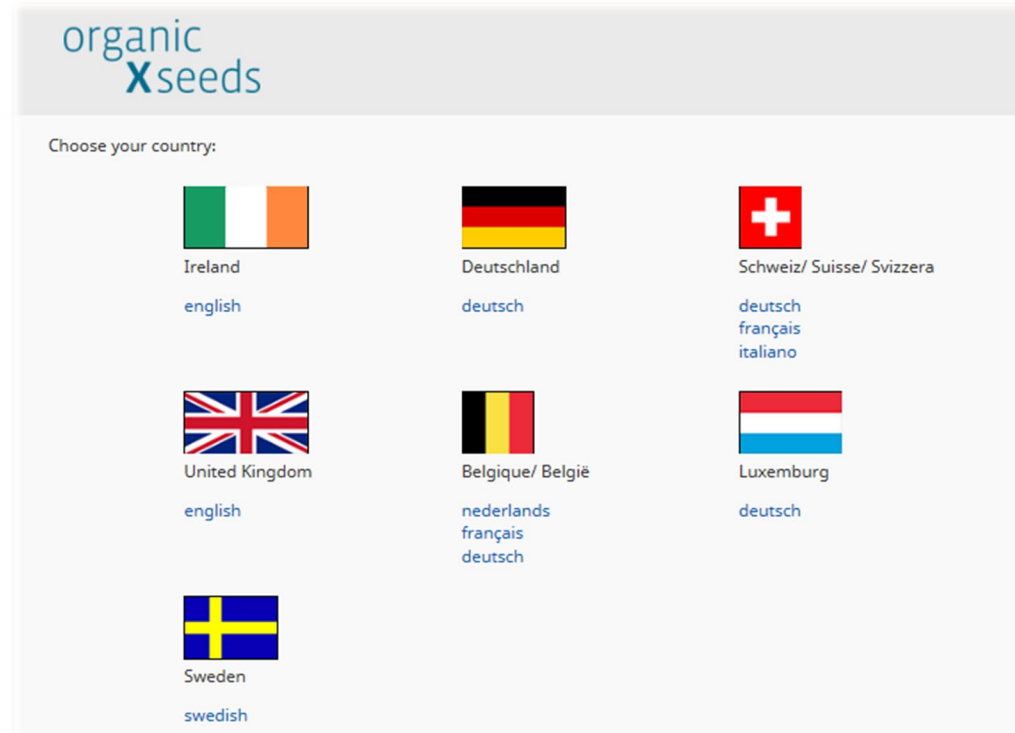 organic
Xseeds
Choose your country:
Ireland
english
Deutschland
deutsch
Schweiz/ Suisse/ Svizzera
deutsch
français
italiano
United Kingdom
english
Belgique/ België
nederlands
français
deutsch
Luxemburg
deutsch
Sweden
swedish